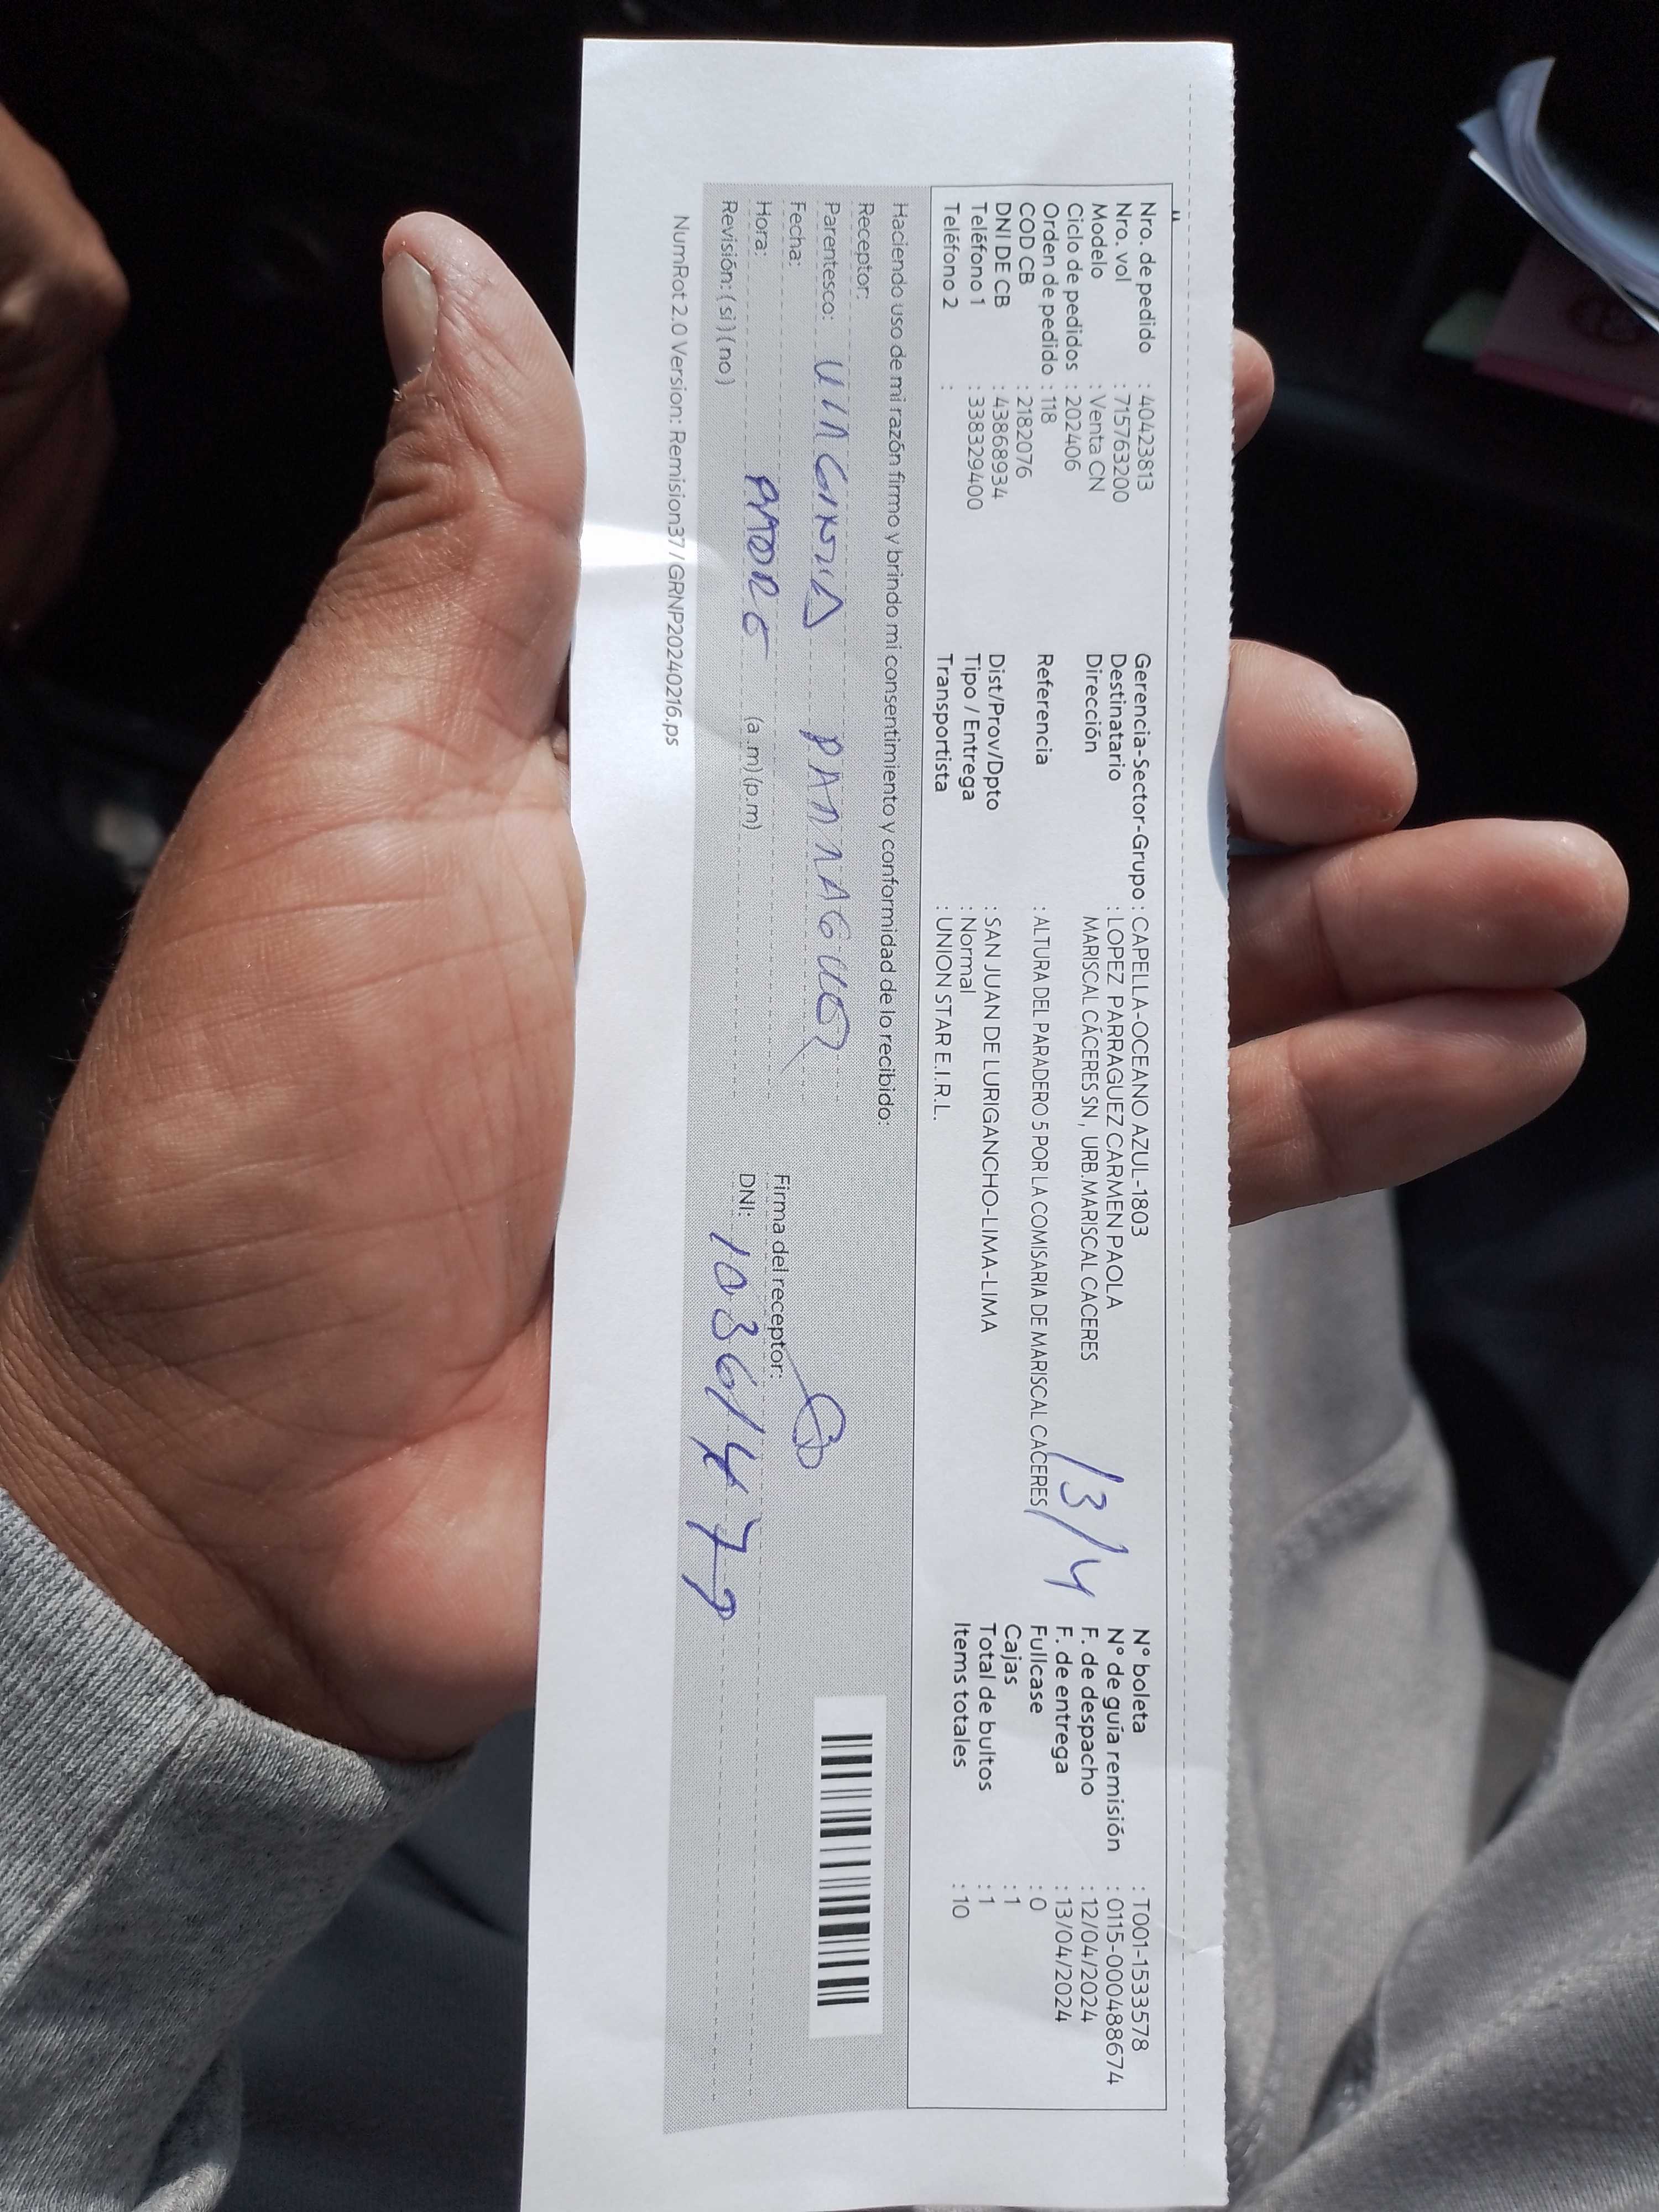 Nro. de pedido : 40423813
Nro. vol : 715763200
Modelo : Venta CN
Ciclo de pedidos : 202406
Orden de pedido : 118
COD CB : 2182076
DNI DE CB : 43868934
Teléfono 1 : 338329400
Teléfono 2 :
Gerencia-Sector-Grupo : CAPELLA-OCEANO AZUL-1803
Destinatario : LOPEZ PARRAGUEZ CARMEN PAOLA
Dirección MARISCAL CÁCERES SN , URB.MARISCAL CACERES
Referencia : ALTURA DEL PARADERO 5 POR LA COMISARIA DE MARISCAL CACERES
Dist/Prov/Dpto : SAN JUAN DE LURIGANCHO-LIMA-LIMA
Tipo / Entrega : Normal
Transportista : UNION STAR E.I.R.L.
13/4
N° boleta : T001-1533578
N° de guía remisión : 0115-0000488674
F. de despacho : 12/04/2024
F. de entrega : 13/04/2024
Fullcase : 0
Cajas : 1
Total de bultos : 1
Items totales : 10
Haciendo uso de mi razón firmo y brindo mi consentimiento y conformidad de lo recibido:
Receptor:
Parentesco:
Fecha:
Hora: (a .m) (p.m)
Revisión: ( si ) ( no )
Firma del receptor:
DNI: 10361477
NumRot 2.0 Version: Remision37 / GRNP20240216.ps